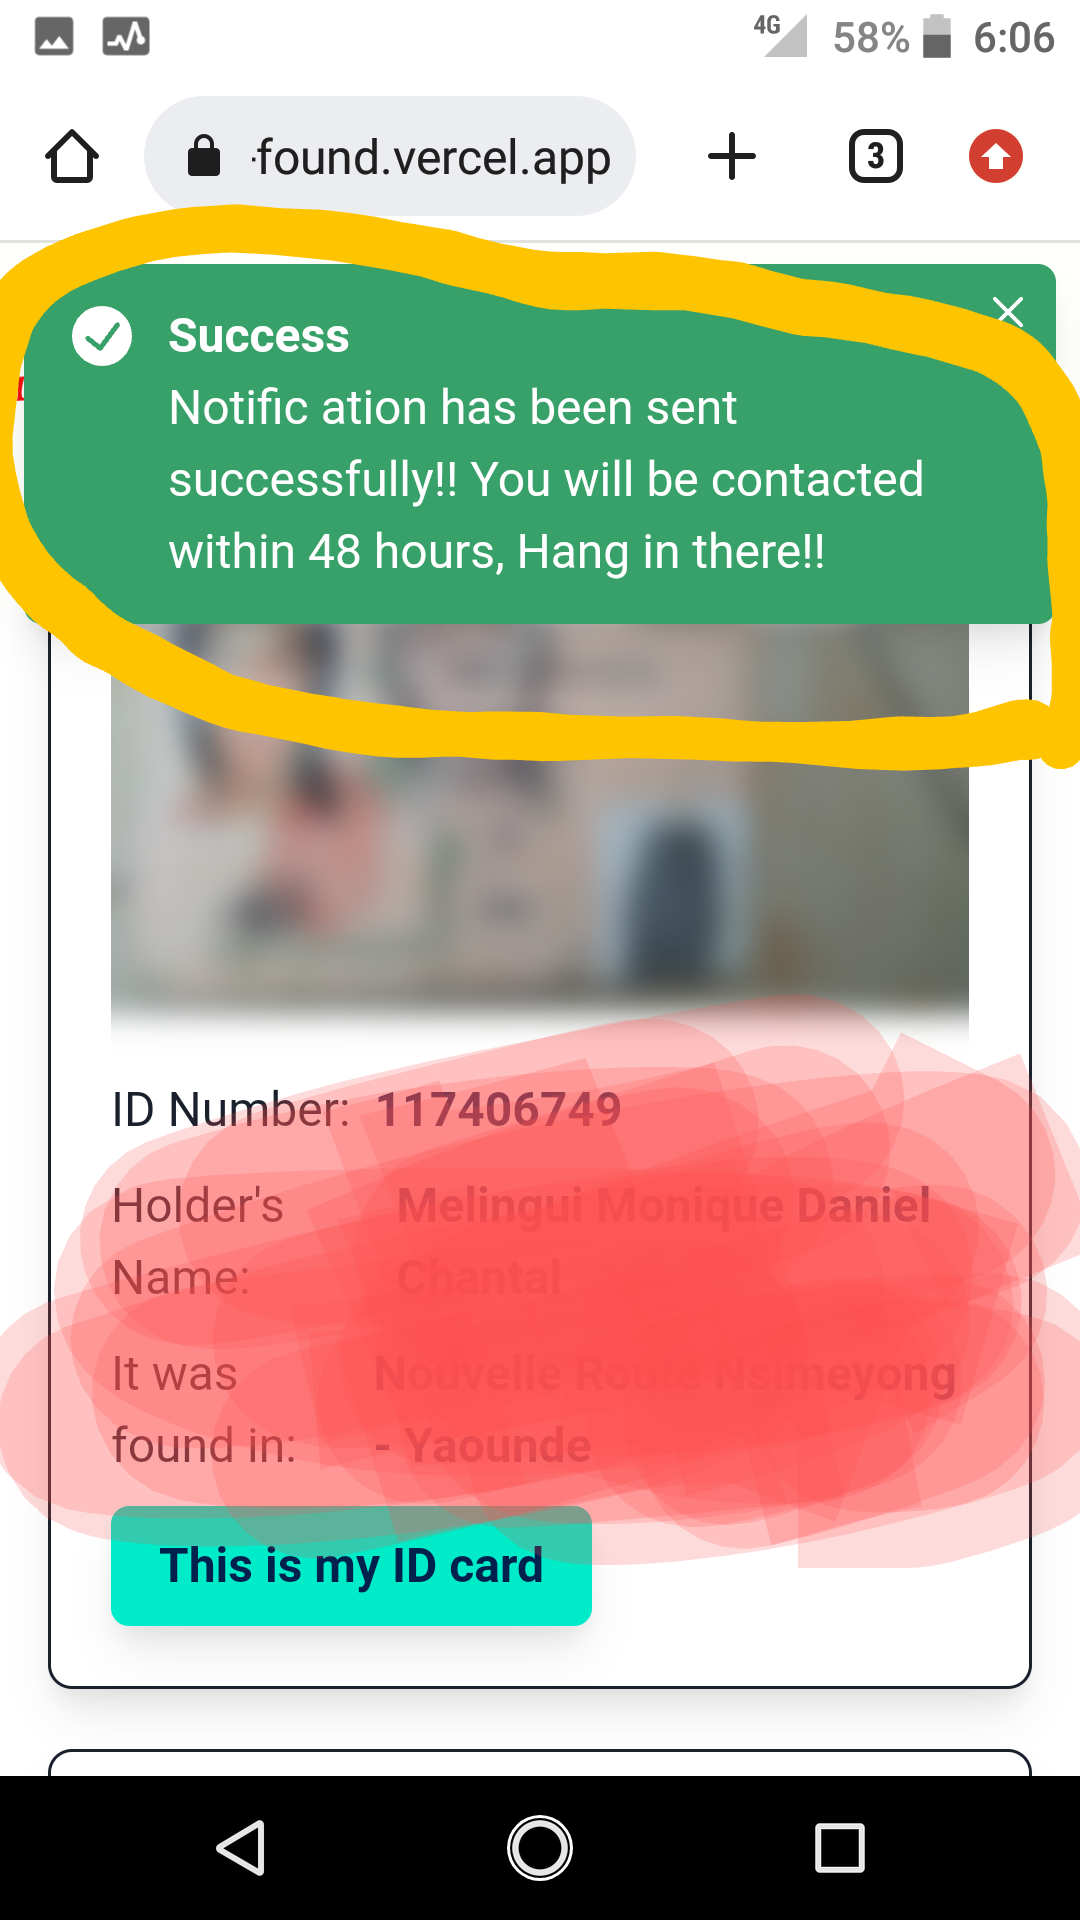 4G 58% 6:06
-found.vercel.app 3
Success
Notific ation has been sent
successfully!! You will be contacted
within 48 hours, Hang in there!!
ID Number: 117406749
Holder's Melingui Monique Daniel
Name: Chantal
It was Nouvelle Route Nsimeyong
found in: - Yaounde
This is my ID card